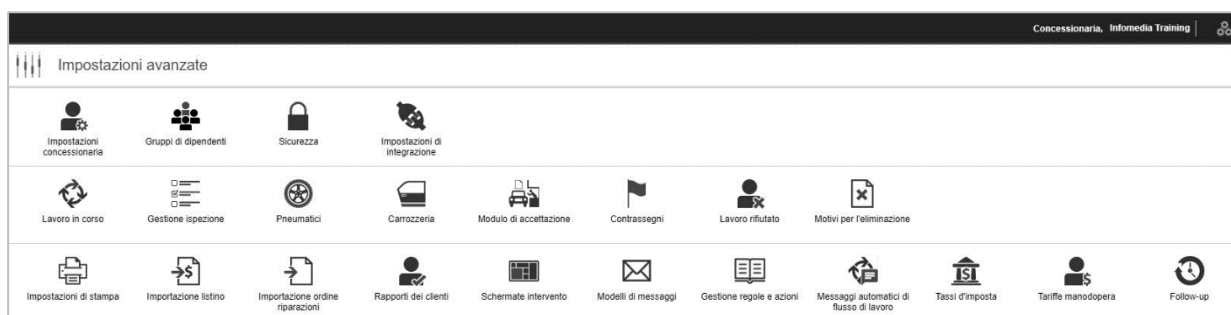 Concessionaria, Infomedia Training
Impostazioni avanzate
Impostazioni
concessionaria
Gruppi di dipendenti
Sicurezza
Impostazioni di
integrazione
Lavoro in corso
Gestione ispezione
Pneumatici
Carrozzeria
Modulo di accettazione
Contrassegni
Lavoro rifiutato
Motivi per l'eliminazione
Impostazioni di stampa
Importazione listino
Importazione ordine
riparazioni
Rapporti dei clienti
Schermate intervento
Modelli di messaggi
Gestione regole e azioni
Messaggi automatici di
flusso di lavoro
Tassi d'imposta
Tariffe manodopera
Follow-up